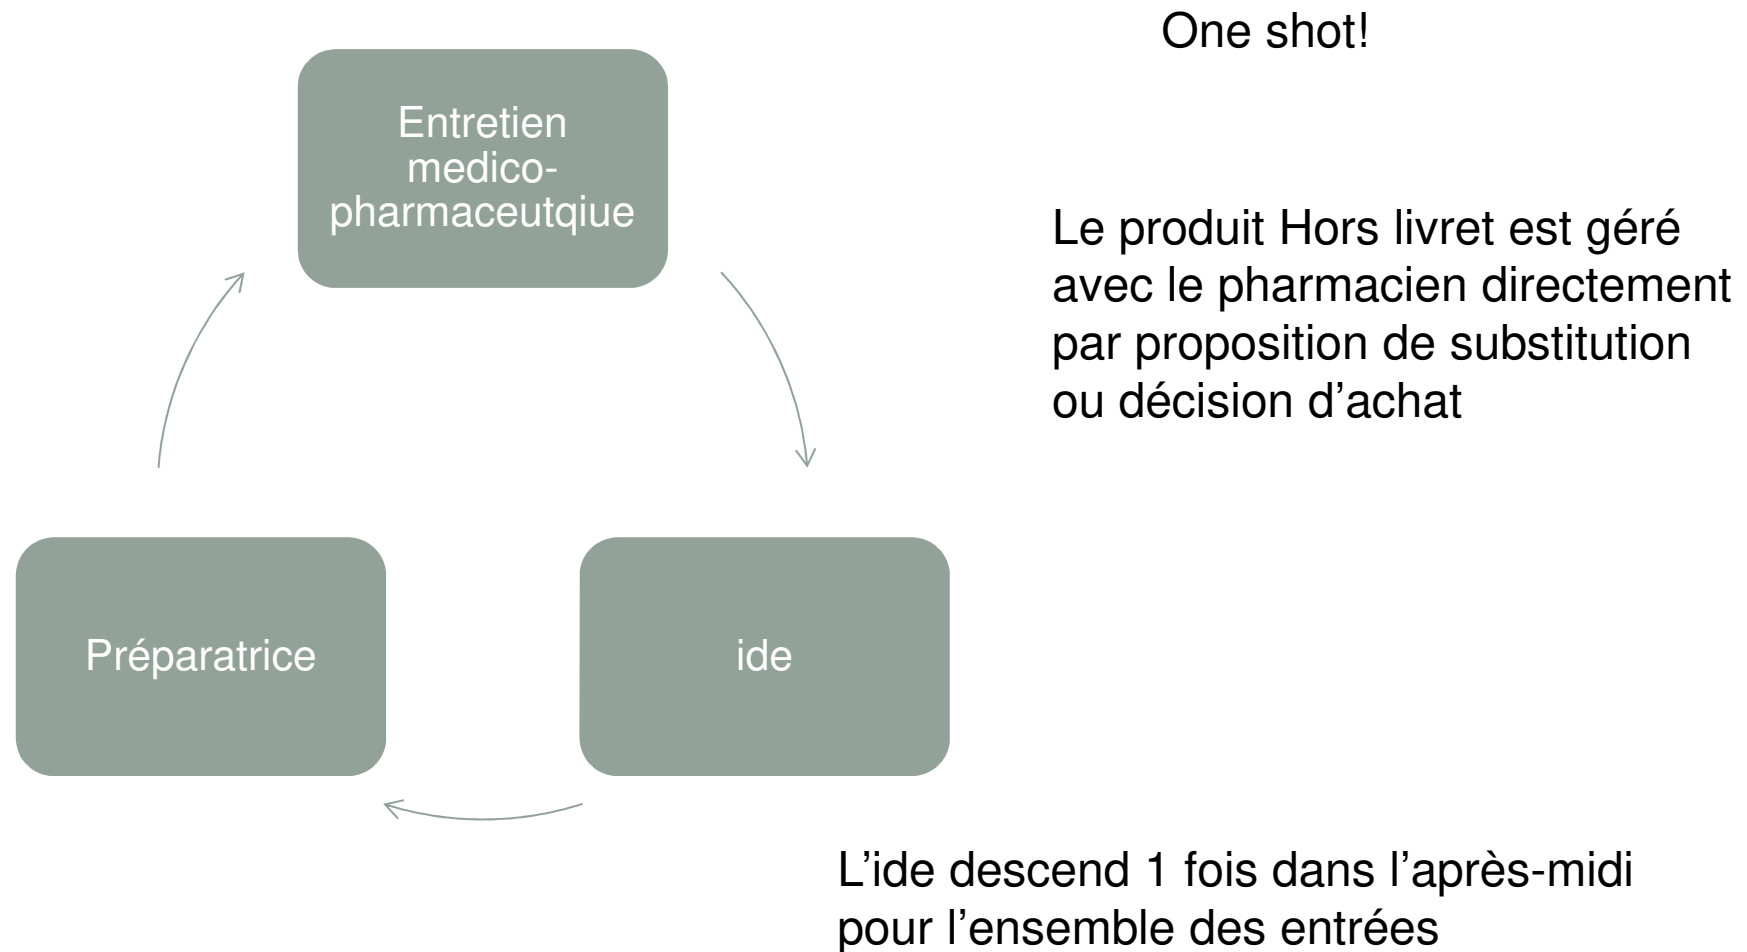 One shot!
Entretien
medico-
pharmaceutqiue
Le produit Hors livret est géré
avec le pharmacien directement
par proposition de substitution
ou décision d’achat
Préparatrice
ide
L’ide descend 1 fois dans l’après-midi
pour l’ensemble des entrées